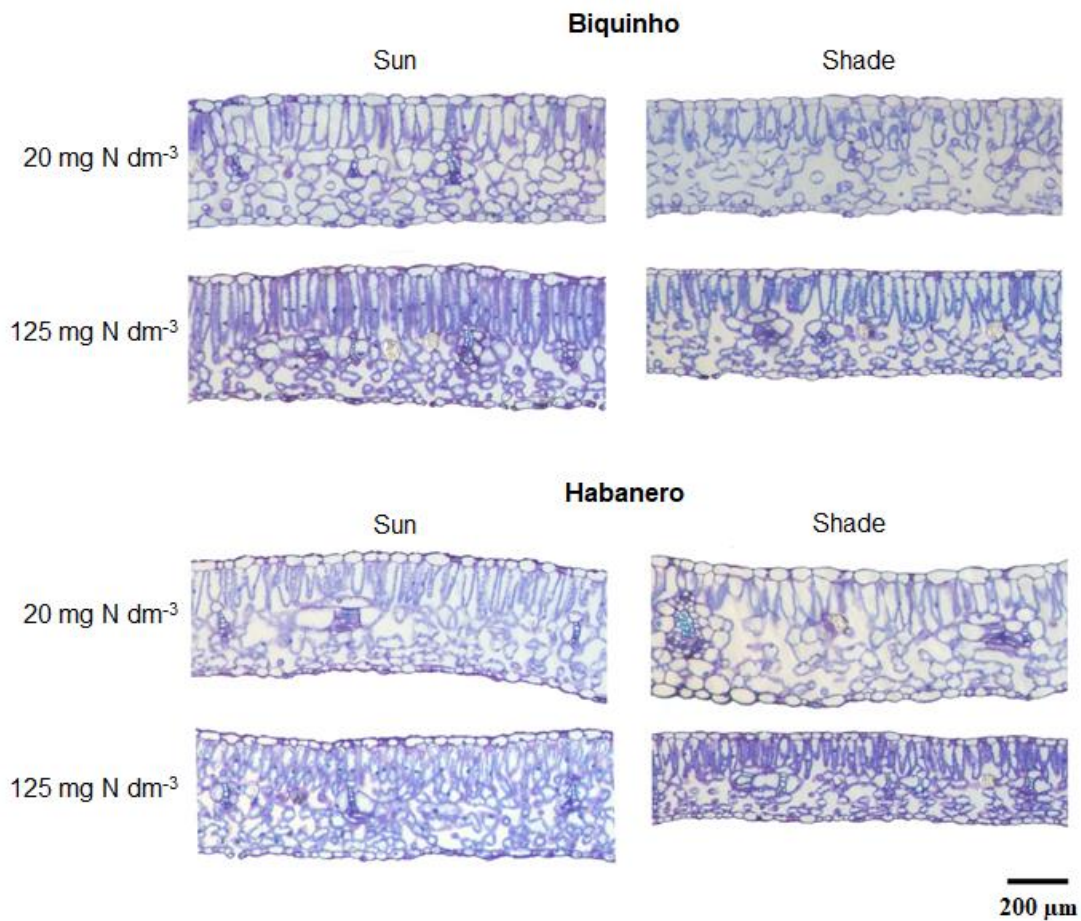 Biquinho
Sun Shade
20 mg N dm-3
125 mg N dm-3
Habanero
Sun Shade
20 mg N dm-3
125 mg N dm-3
200 µm